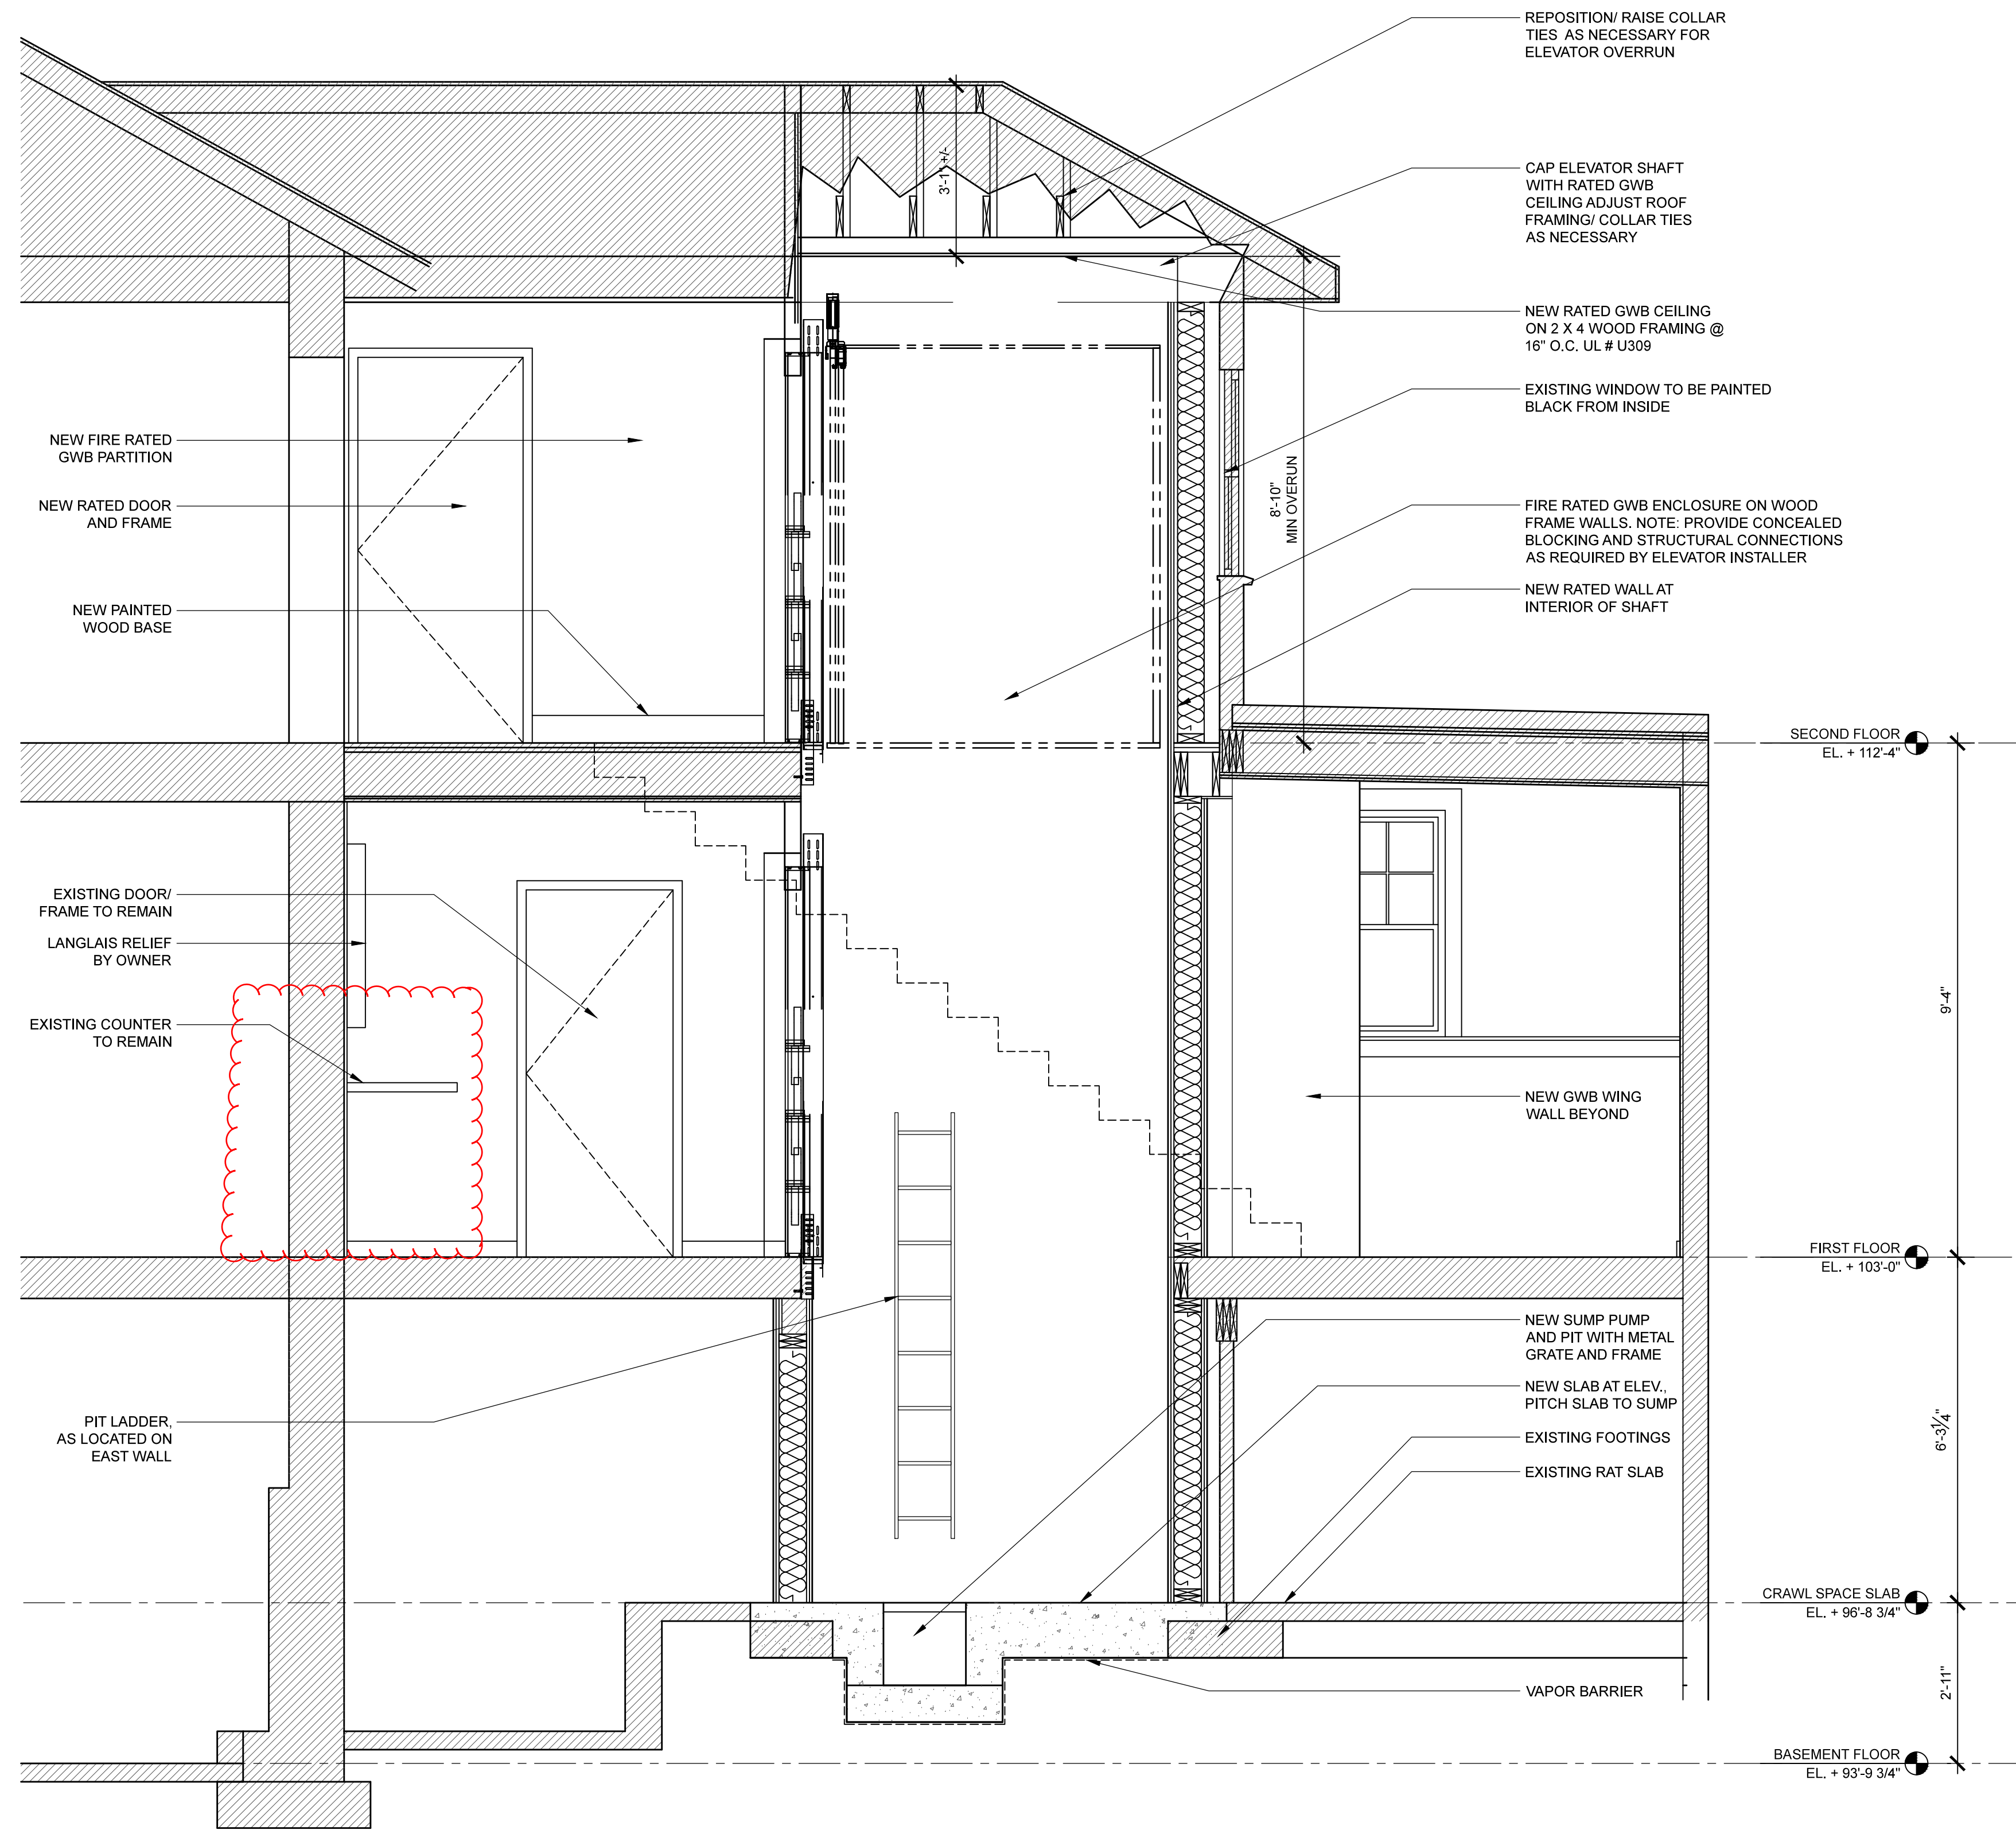 REPOSITION/ RAISE COLLAR
TIES AS NECESSARY FOR
ELEVATOR OVERRUN
3'-1" +/-
CAP ELEVATOR SHAFT
WITH RATED GWB
CEILING ADJUST ROOF
FRAMING/ COLLAR TIES
AS NECESSARY
NEW RATED GWB CEILING
ON 2 X 4 WOOD FRAMING @
16" O.C. UL # U309
EXISTING WINDOW TO BE PAINTED
BLACK FROM INSIDE
NEW FIRE RATED
GWB PARTITION
NEW RATED DOOR
AND FRAME
8'-10"
MIN OVERUN
FIRE RATED GWB ENCLOSURE ON WOOD
FRAME WALLS. NOTE: PROVIDE CONCEALED
BLOCKING AND STRUCTURAL CONNECTIONS
AS REQUIRED BY ELEVATOR INSTALLER
NEW PAINTED
WOOD BASE
NEW RATED WALL AT
INTERIOR OF SHAFT
SECOND FLOOR
EL. + 112'-4"
EXISTING DOOR/
FRAME TO REMAIN
LANGLAIS RELIEF
BY OWNER
EXISTING COUNTER
TO REMAIN
9'-4"
NEW GWB WING
WALL BEYOND
FIRST FLOOR
EL. + 103'-0"
NEW SUMP PUMP
AND PIT WITH METAL
GRATE AND FRAME
NEW SLAB AT ELEV.,
PITCH SLAB TO SUMP
PIT LADDER,
AS LOCATED ON
EAST WALL
EXISTING FOOTINGS
EXISTING RAT SLAB
6'-3 1/4"
CRAWL SPACE SLAB
EL. + 96'-8 3/4"
VAPOR BARRIER
2'-11"
BASEMENT FLOOR
EL. + 93'-9 3/4"